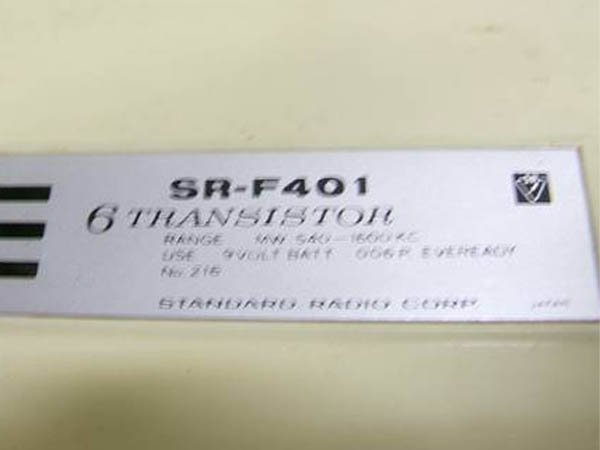 SR-F401
6 TRANSISTOR
RANGE MW 540-1600 KC
USE 9VOLT BATT 006P. EVEREADY
No. 216
STANDARD RADIO CORP.
JAPAN